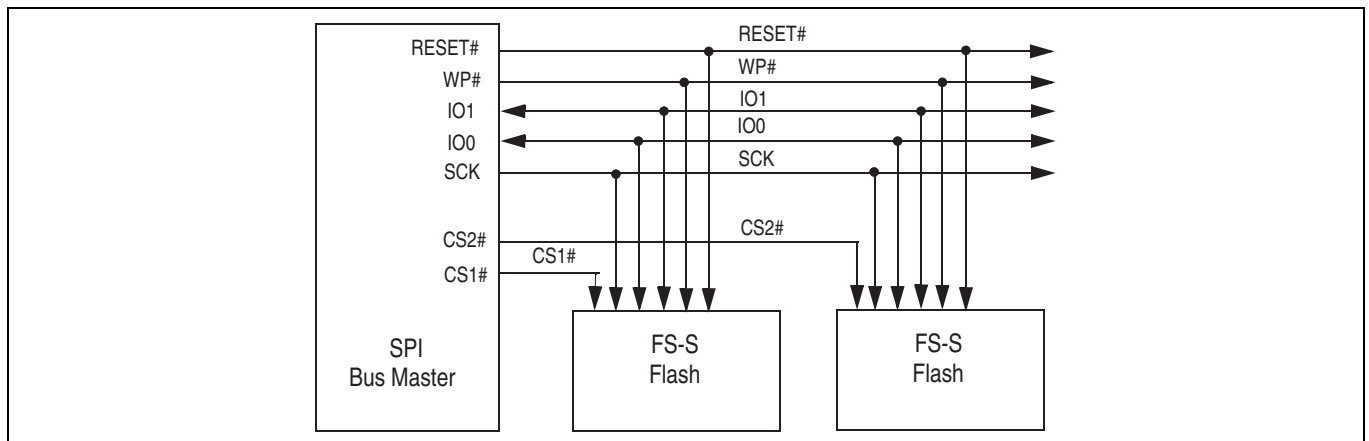 RESET#
RESET#
WP#
WP#
IO1
IO1
IO0
IO0
SCK
SCK
CS2#
CS2#
CS1#
CS1#
SPI
Bus Master
FS-S
Flash
FS-S
Flash